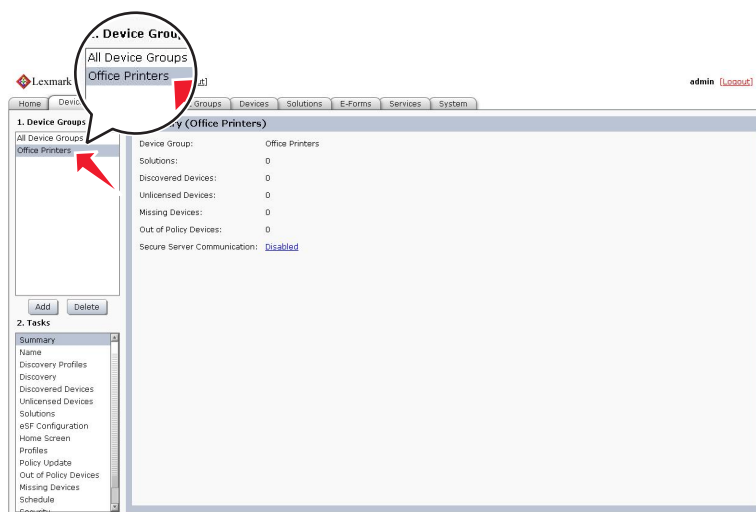 1. Device Grou
All Device Groups
Office Printers
Lexmark
admin [Logout]
Home
Groups
Devices
Solutions
E-Forms
Services
System
1. Device Groups
All Device Groups
Office Printers
(Office Printers)
Device Group: Office Printers
Solutions: 0
Discovered Devices: 0
Unlicensed Devices: 0
Missing Devices: 0
Out of Policy Devices: 0
Secure Server Communication: Disabled
Add
Delete
2. Tasks
Summary
Name
Discovery Profiles
Discovery
Discovered Devices
Unlicensed Devices
Solutions
eSF Configuration
Home Screen
Profiles
Policy Update
Out of Policy Devices
Missing Devices
Schedule
Security